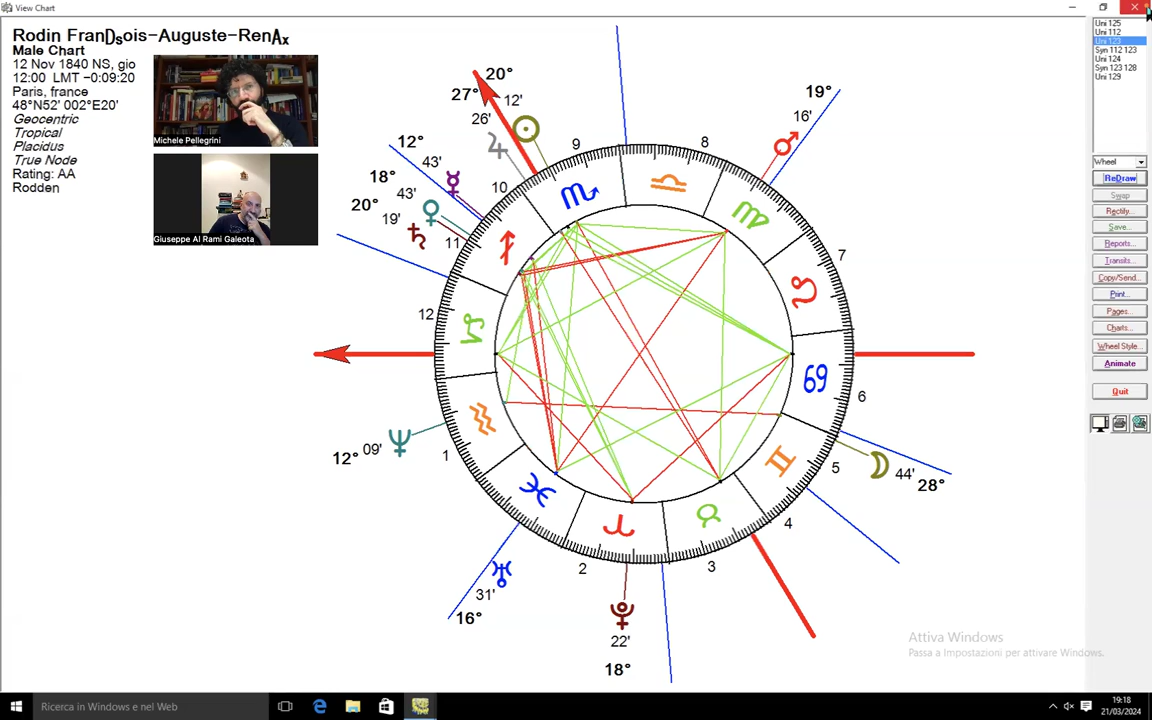 View Chart
Rodin FranDsois-Auguste-RenAx
Male Chart
12 Nov 1840 NS, gio
12:00 LMT -0:09:20
Paris, france
48°N52' 002°E20'
Geocentric
Tropical
Placidus
True Node
Rating: AA
Rodden
Michele Pellegrini
Giuseppe Al Rami Galeota
20°
12'
27°
26'
19°
16'
12°
43'
18°
43'
20°
19'
12° 09'
44'
28°
31'
16°
22'
18°
1
2
3
4
5
6
7
8
9
10
11
12
Uni 125
Uni 112
Uni 123
Syn 112 123
Uni 124
Syn 123 128
Uni 129
Wheel
ReDraw
Swap
Rectify...
Save...
Reports...
Transits...
Copy/Send...
Print...
Pages...
Charts...
Wheel Style...
Animate
Quit
Attiva Windows
Passa a Impostazioni per attivare Windows.
Ricerca in Windows e nel Web
19:18
21/03/2024